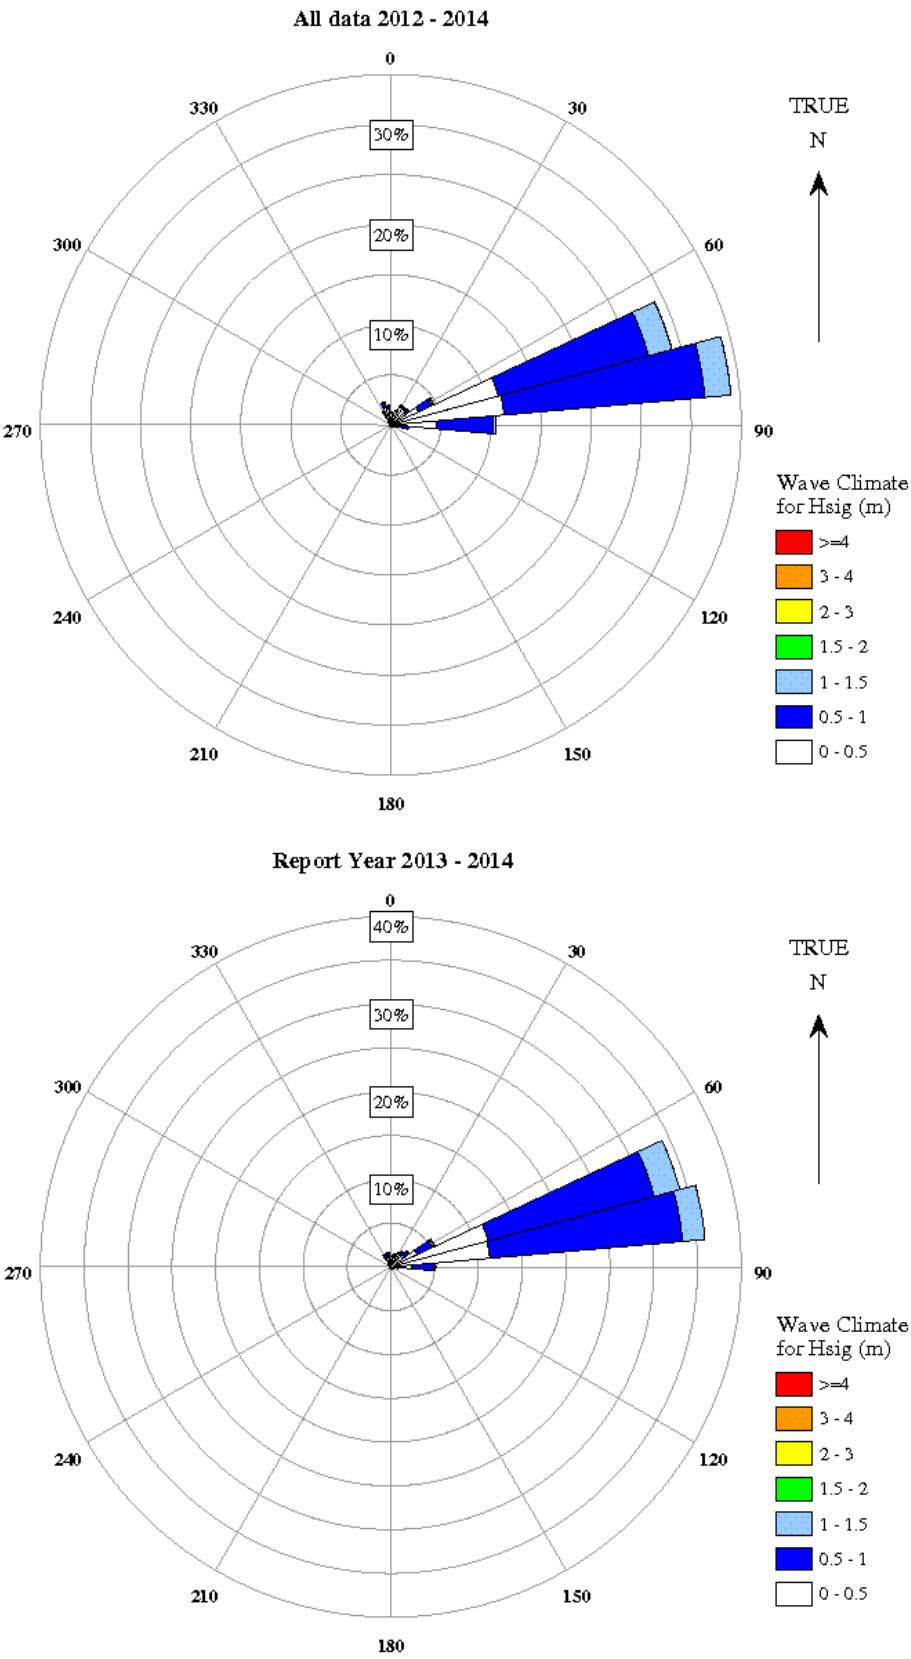 All data 2012 - 2014
0
330
30
TRUE
N
30%
300
60
20%
10%
270
90
Wave Climate
for Hsig (m)
>=4
3 - 4
240
120
2 - 3
1.5 - 2
1 - 1.5
0.5 - 1
210
150
0 - 0.5
180
Report Year 2013 - 2014
0
40%
330
30
TRUE
N
30%
300
60
20%
10%
270
90
Wave Climate
for Hsig (m)
>=4
3 - 4
240
120
2 - 3
1.5 - 2
1 - 1.5
0.5 - 1
210
150
0 - 0.5
180